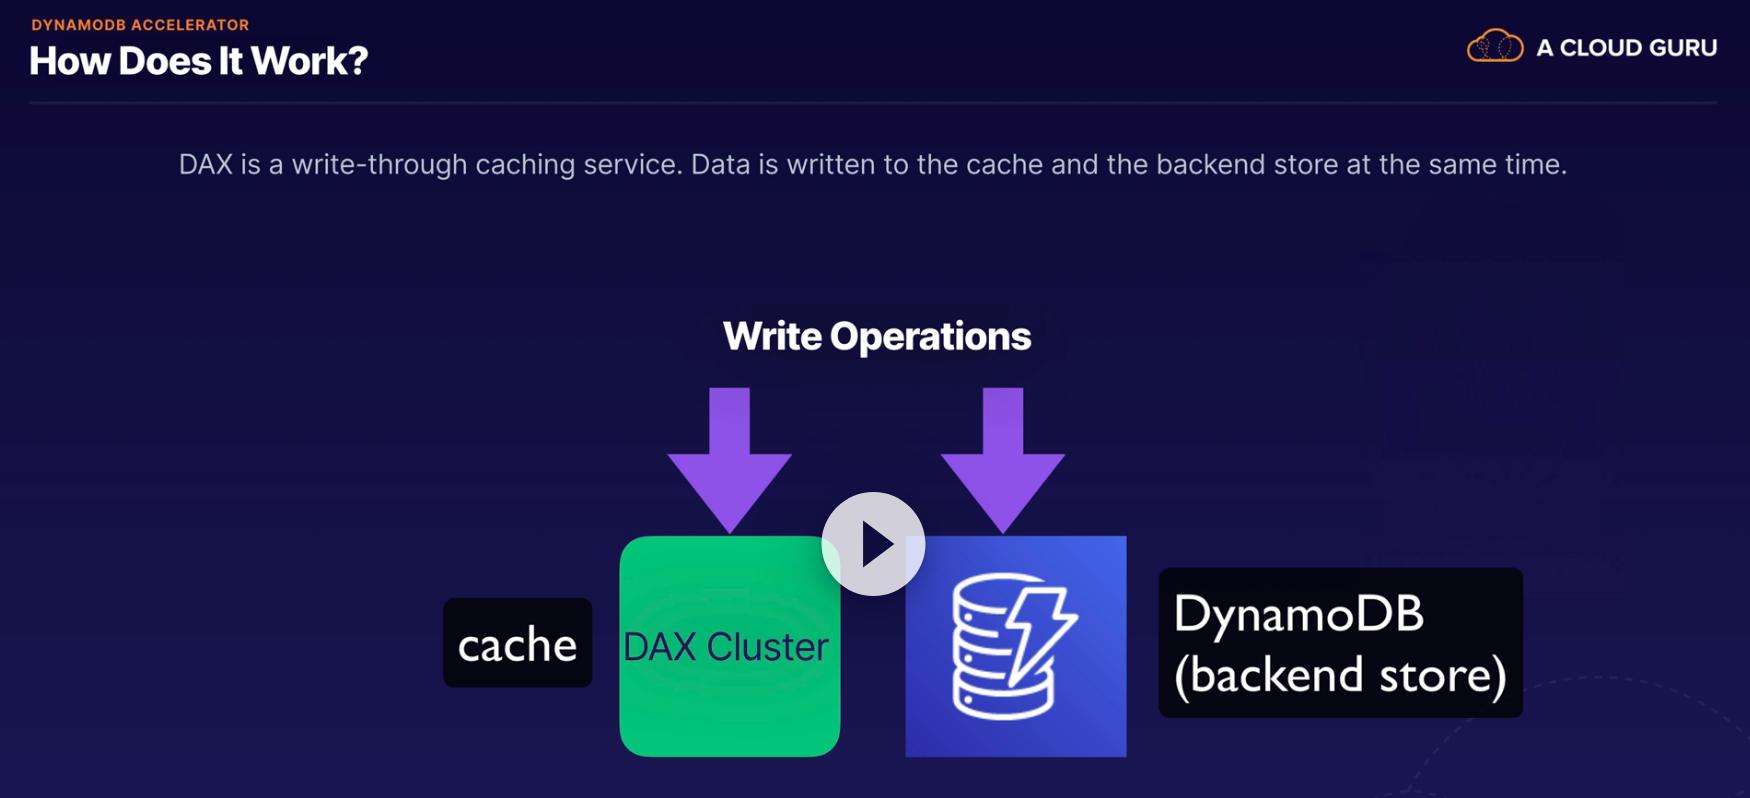 DYNAMODB ACCELERATOR
How Does It Work?
A CLOUD GURU
DAX is a write-through caching service. Data is written to the cache and the backend store at the same time.
Write Operations
cache
DAX Cluster
DynamoDB
(backend store)